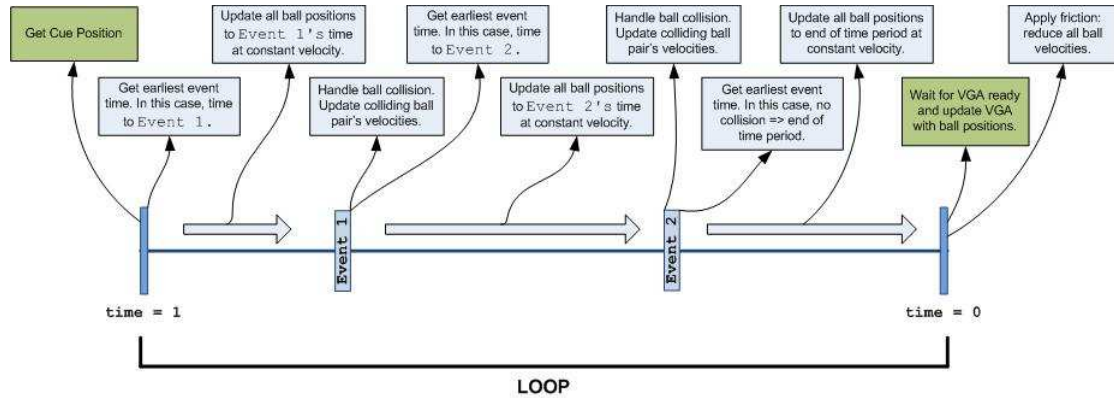 Get Cue Position
Update all ball positions
to Event 1's time
at constant velocity.
Get earliest event
time. In this case, time
to Event 2.
Handle ball collision.
Update colliding ball
pair's velocities.
Update all ball positions
to end of time period at
constant velocity.
Apply friction:
reduce all ball
velocities.
Get earliest event
time. In this case, time
to Event 1.
Handle ball collision.
Update colliding ball
pair's velocities.
Update all ball positions
to Event 2's time
at constant velocity.
Get earliest event
time. In this case, no
collision => end of
time period.
Wait for VGA ready
and update VGA
with ball positions.
Event 1
Event 2
time = 1
time = 0
LOOP